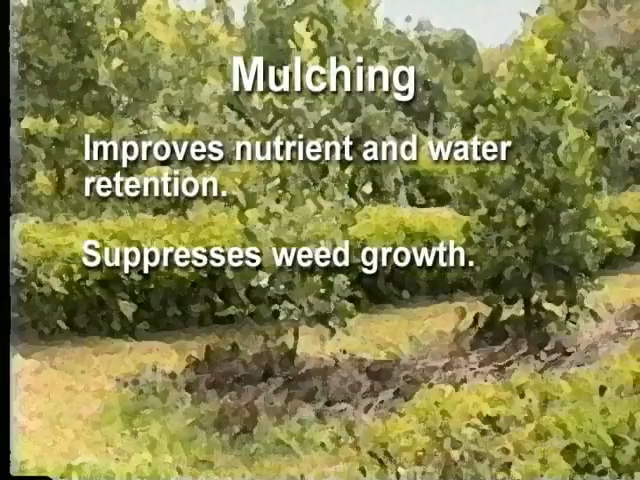 Mulching
Improves nutrient and water
retention.
Suppresses weed growth.